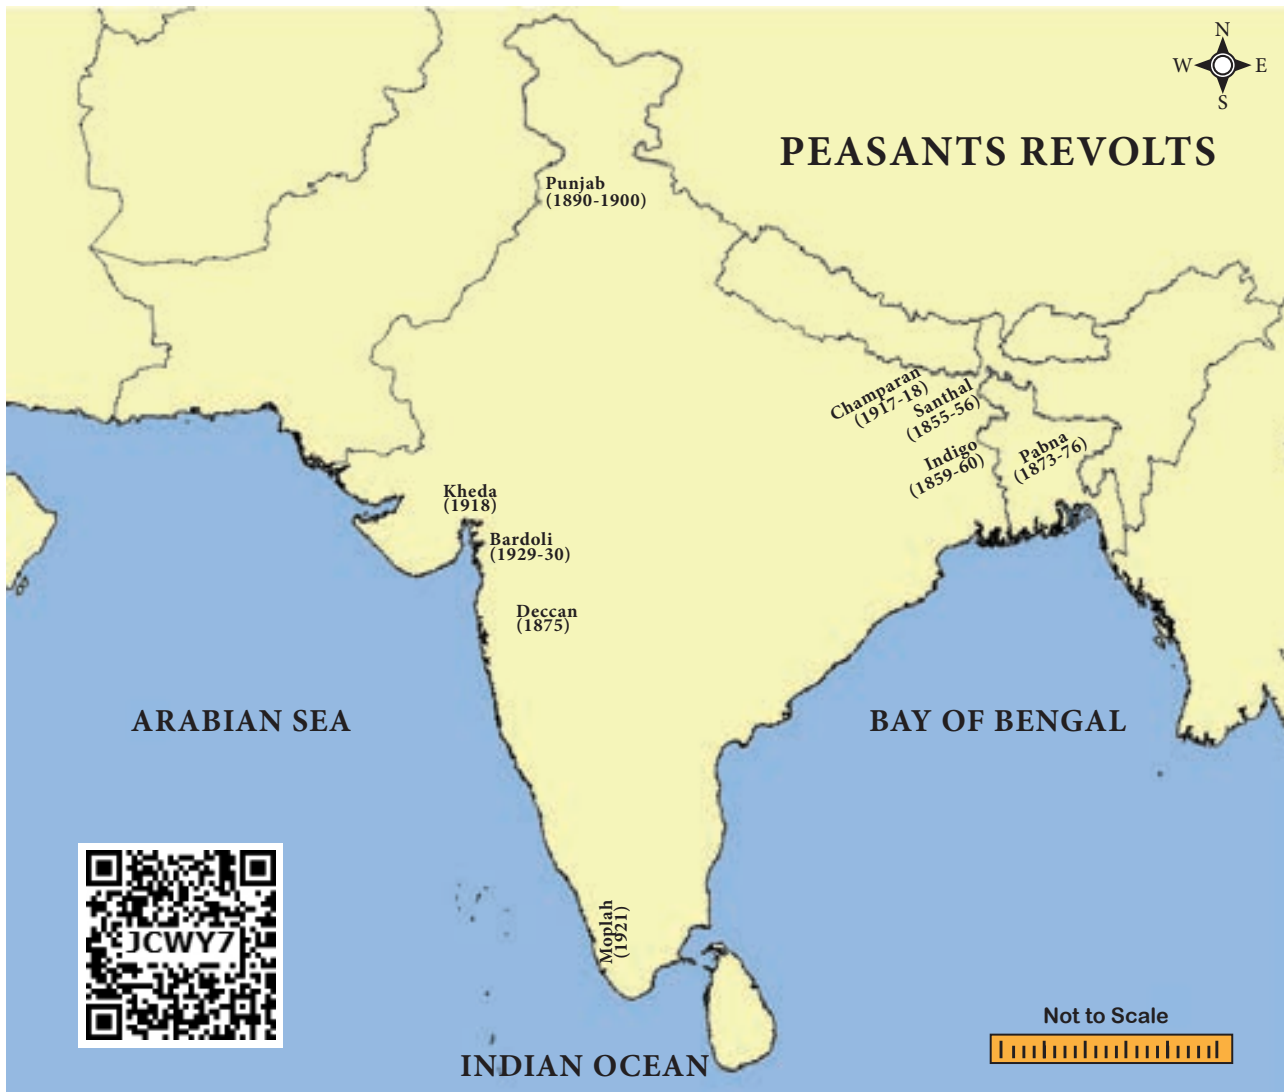 N
W E
S
PEASANTS REVOLTS
Punjab
(1890-1900)
Champaran
(1917-18)
Santhal
(1855-56)
Indigo
(1859-60)
Pabna
(1873-76)
Kheda
(1918)
Bardoli
(1929-30)
Deccan
(1875)
ARABIAN SEA
BAY OF BENGAL
Moplah
(1921)
JCWY7
Not to Scale
INDIAN OCEAN